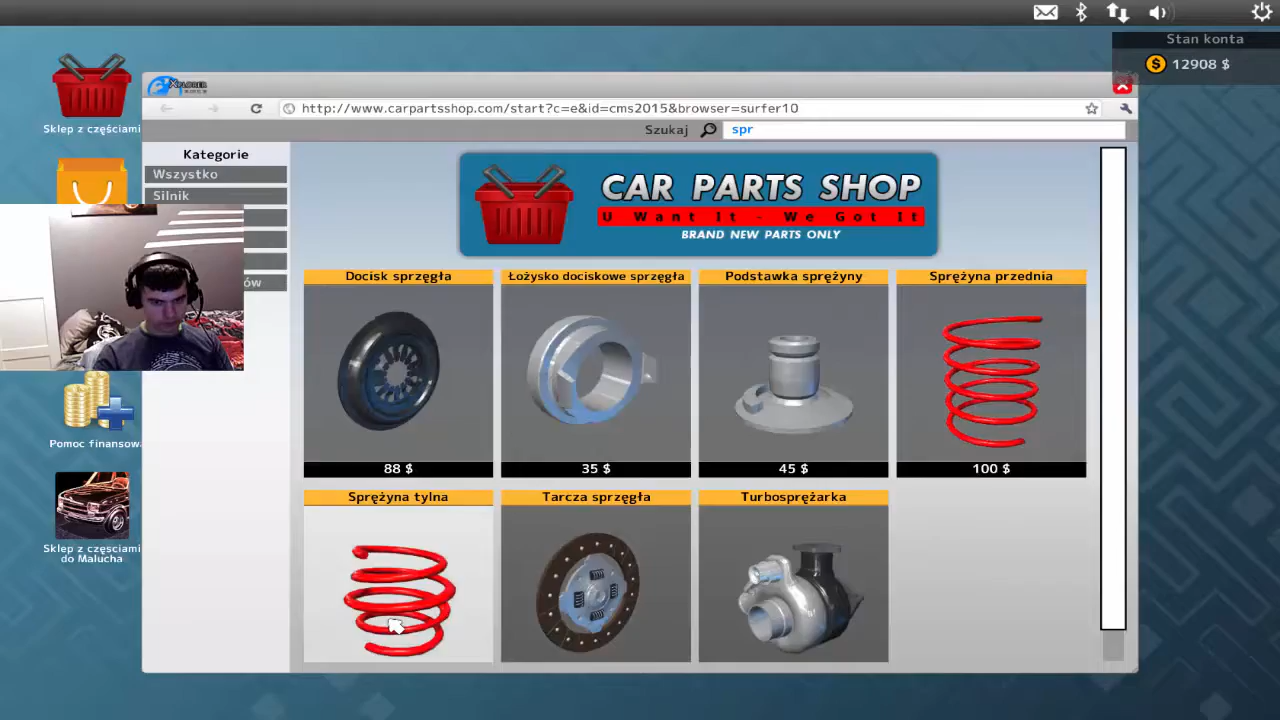 Stan konta
12908 $
Sklep z częściami
XPLORER
http://www.carpartsshop.com/start?c=e&id=cms2015&browser=surfer10
Szukaj
spr
Kategorie
Wszystko
Silnik
ów
CAR PARTS SHOP
U Want It - We Got It
BRAND NEW PARTS ONLY
Docisk sprzęgła
Łożysko dociskowe sprzęgła
Podstawka sprężyny
Sprężyna przednia
88 $
35 $
45 $
100 $
Pomoc finansowa
Sprężyna tylna
Tarcza sprzęgła
Turbosprężarka
Sklep z częsciami
do Malucha